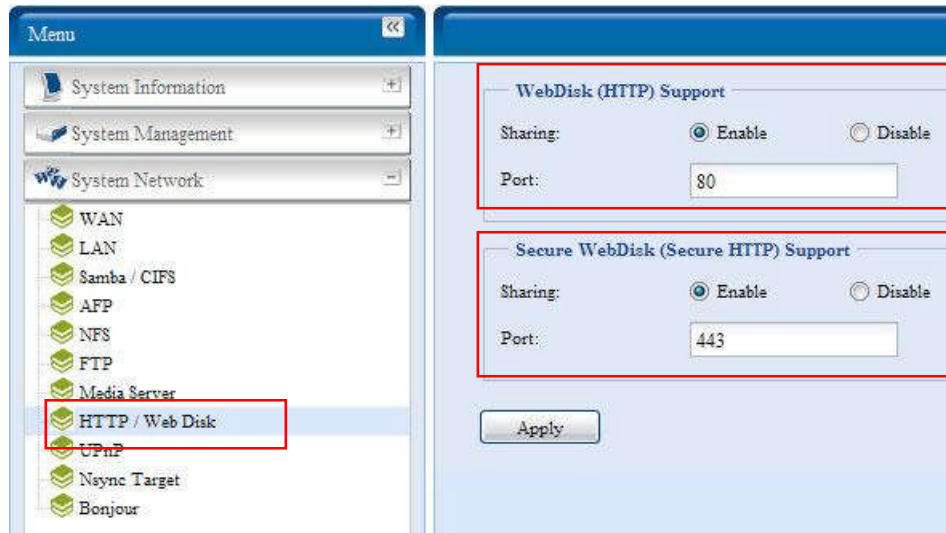 Menu
System Information
System Management
System Network
WAN
LAN
Samba / CIFS
AFP
NFS
FTP
Media Server
HTTP / Web Disk
UPnP
Nsync Target
Bonjour
WebDisk (HTTP) Support
Sharing: Enable Disable
Port: 80
Secure WebDisk (Secure HTTP) Support
Sharing: Enable Disable
Port: 443
Apply